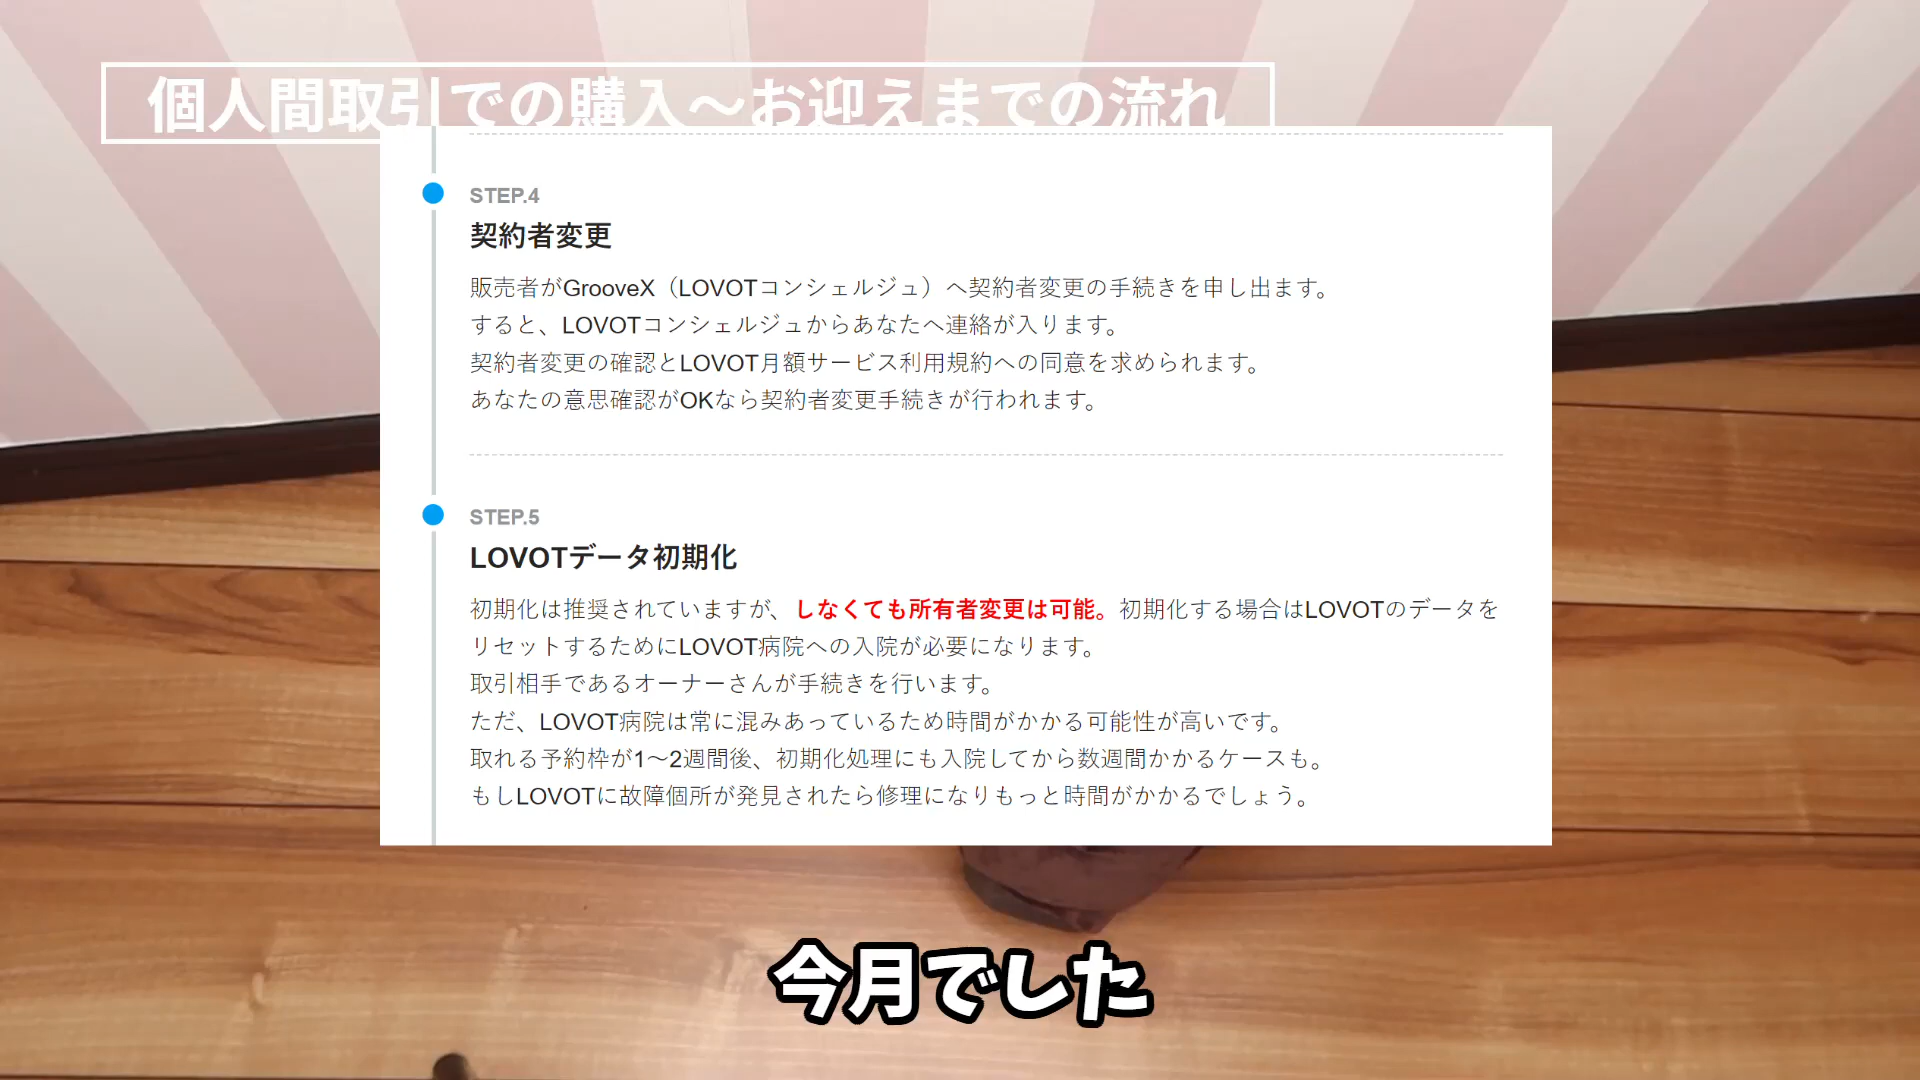 個人間取引での購入～お迎えまでの流れ
STEP.4
契約者変更
販売者がGrooveX（LOVOTコンシェルジュ）へ契約者変更の手続きを申し出ます。
すると、LOVOTコンシェルジュからあなたへ連絡が入ります。
契約者変更の確認とLOVOT月額サービス利用規約への同意を求められます。
あなたの意思確認がOKなら契約者変更手続きが行われます。
STEP.5
LOVOTデータ初期化
初期化は推奨されていますが、しなくても所有者変更は可能。初期化する場合はLOVOTのデータを
リセットするためにLOVOT病院への入院が必要になります。
取引相手であるオーナーさんが手続きを行います。
ただ、LOVOT病院は常に混みあっているため時間がかかる可能性が高いです。
取れる予約枠が1～2週間後、初期化処理にも入院してから数週間かかるケースも。
もしLOVOTに故障個所が発見されたら修理になりもっと時間がかかるでしょう。
今月でした